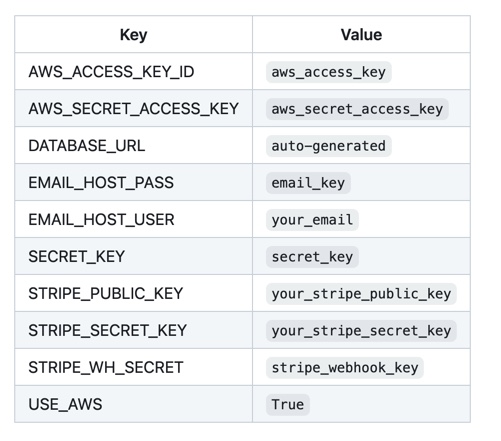 Key Value
AWS_ACCESS_KEY_ID aws_access_key
AWS_SECRET_ACCESS_KEY aws_secret_access_key
DATABASE_URL auto-generated
EMAIL_HOST_PASS email_key
EMAIL_HOST_USER your_email
SECRET_KEY secret_key
STRIPE_PUBLIC_KEY your_stripe_public_key
STRIPE_SECRET_KEY your_stripe_secret_key
STRIPE_WH_SECRET stripe_webhook_key
USE_AWS True